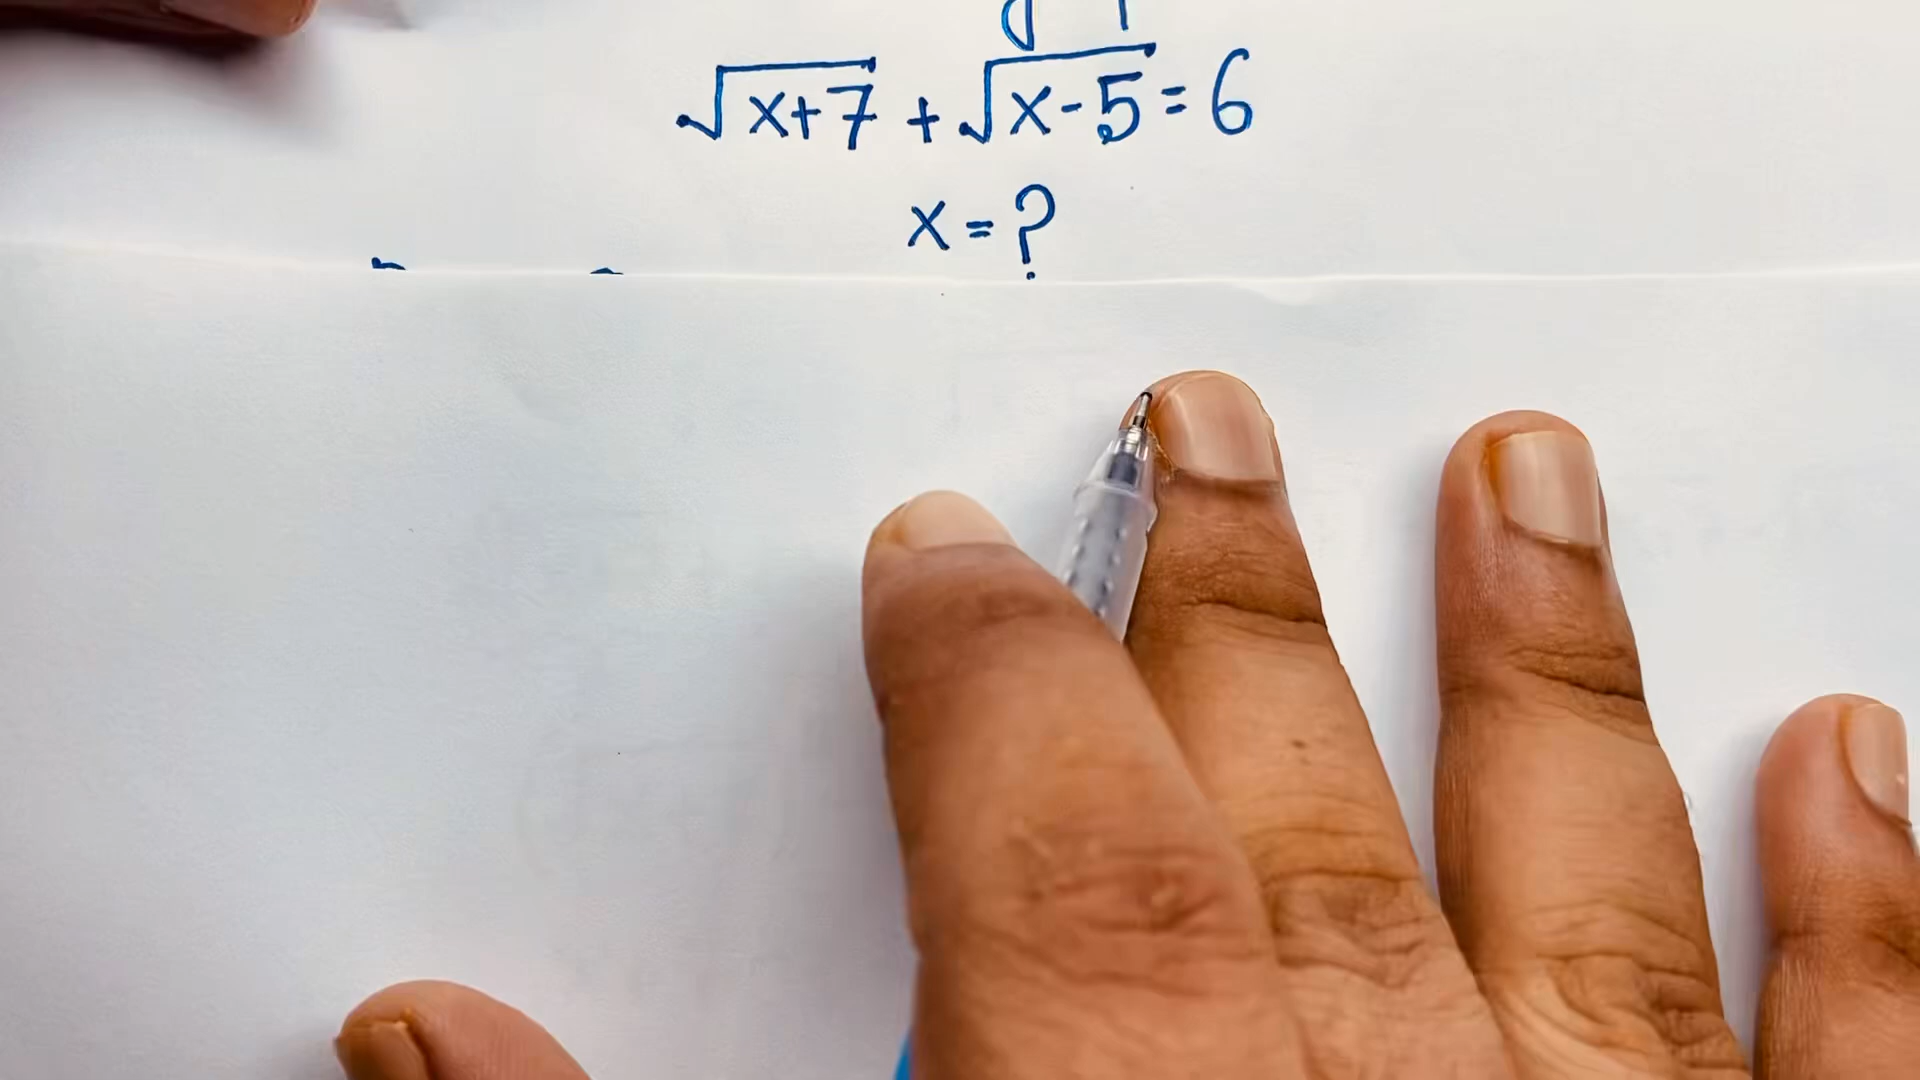 √x+7 + √x-5 = 6
x = ?